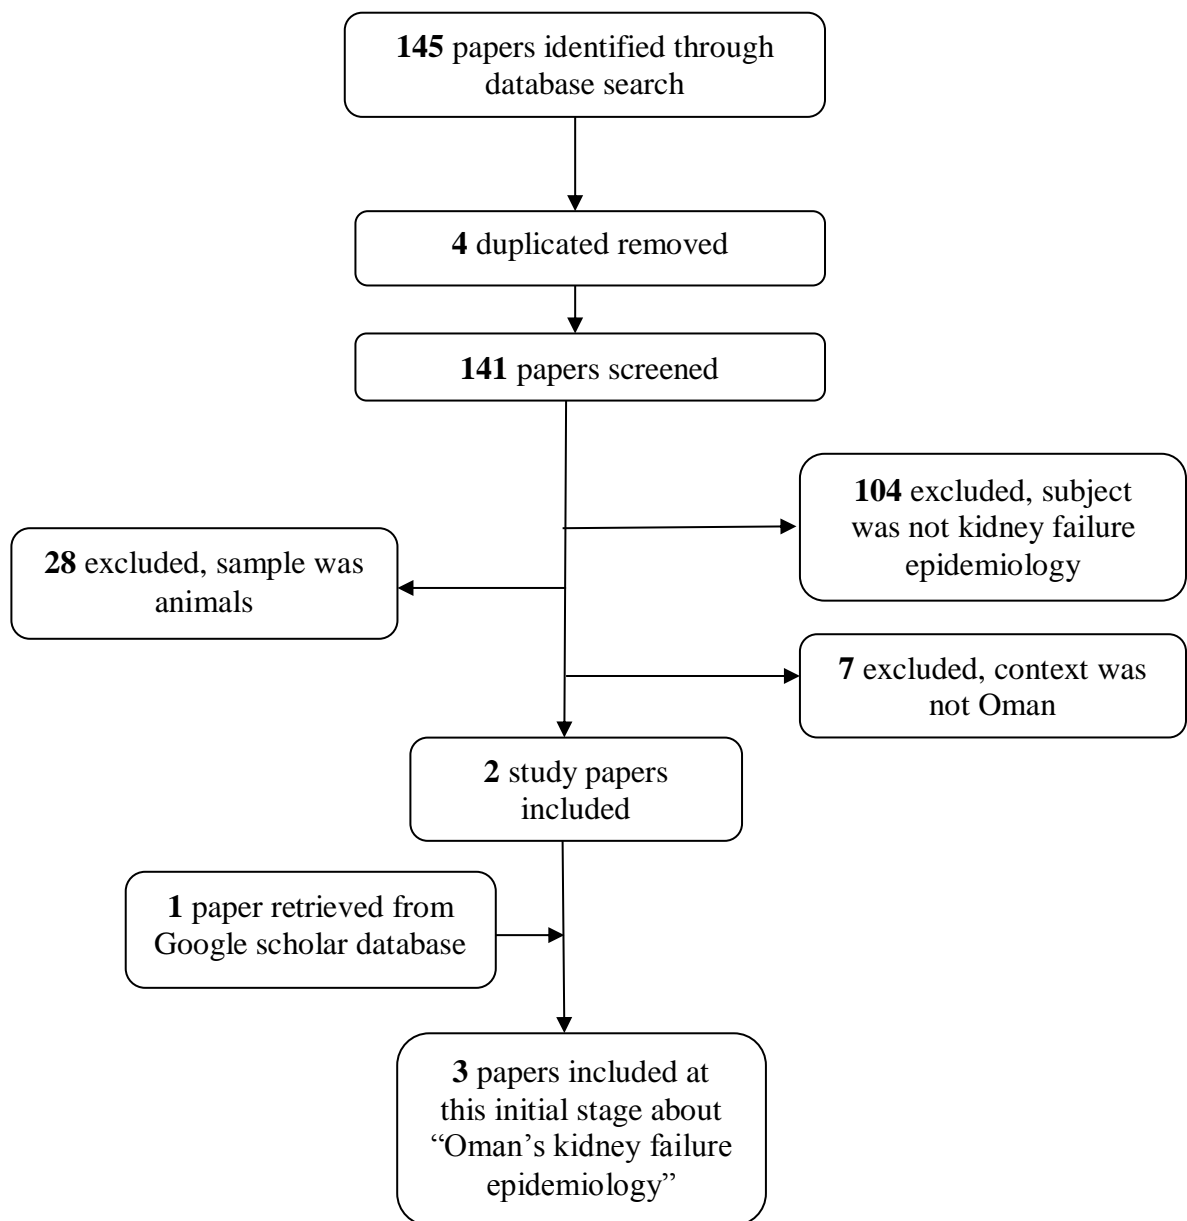 145 papers identified through
database search
4 duplicated removed
141 papers screened
104 excluded, subject
was not kidney failure
epidemiology
28 excluded, sample was
animals
7 excluded, context was
not Oman
2 study papers
included
1 paper retrieved from
Google scholar database
3 papers included at
this initial stage about
“Oman’s kidney failure
epidemiology”